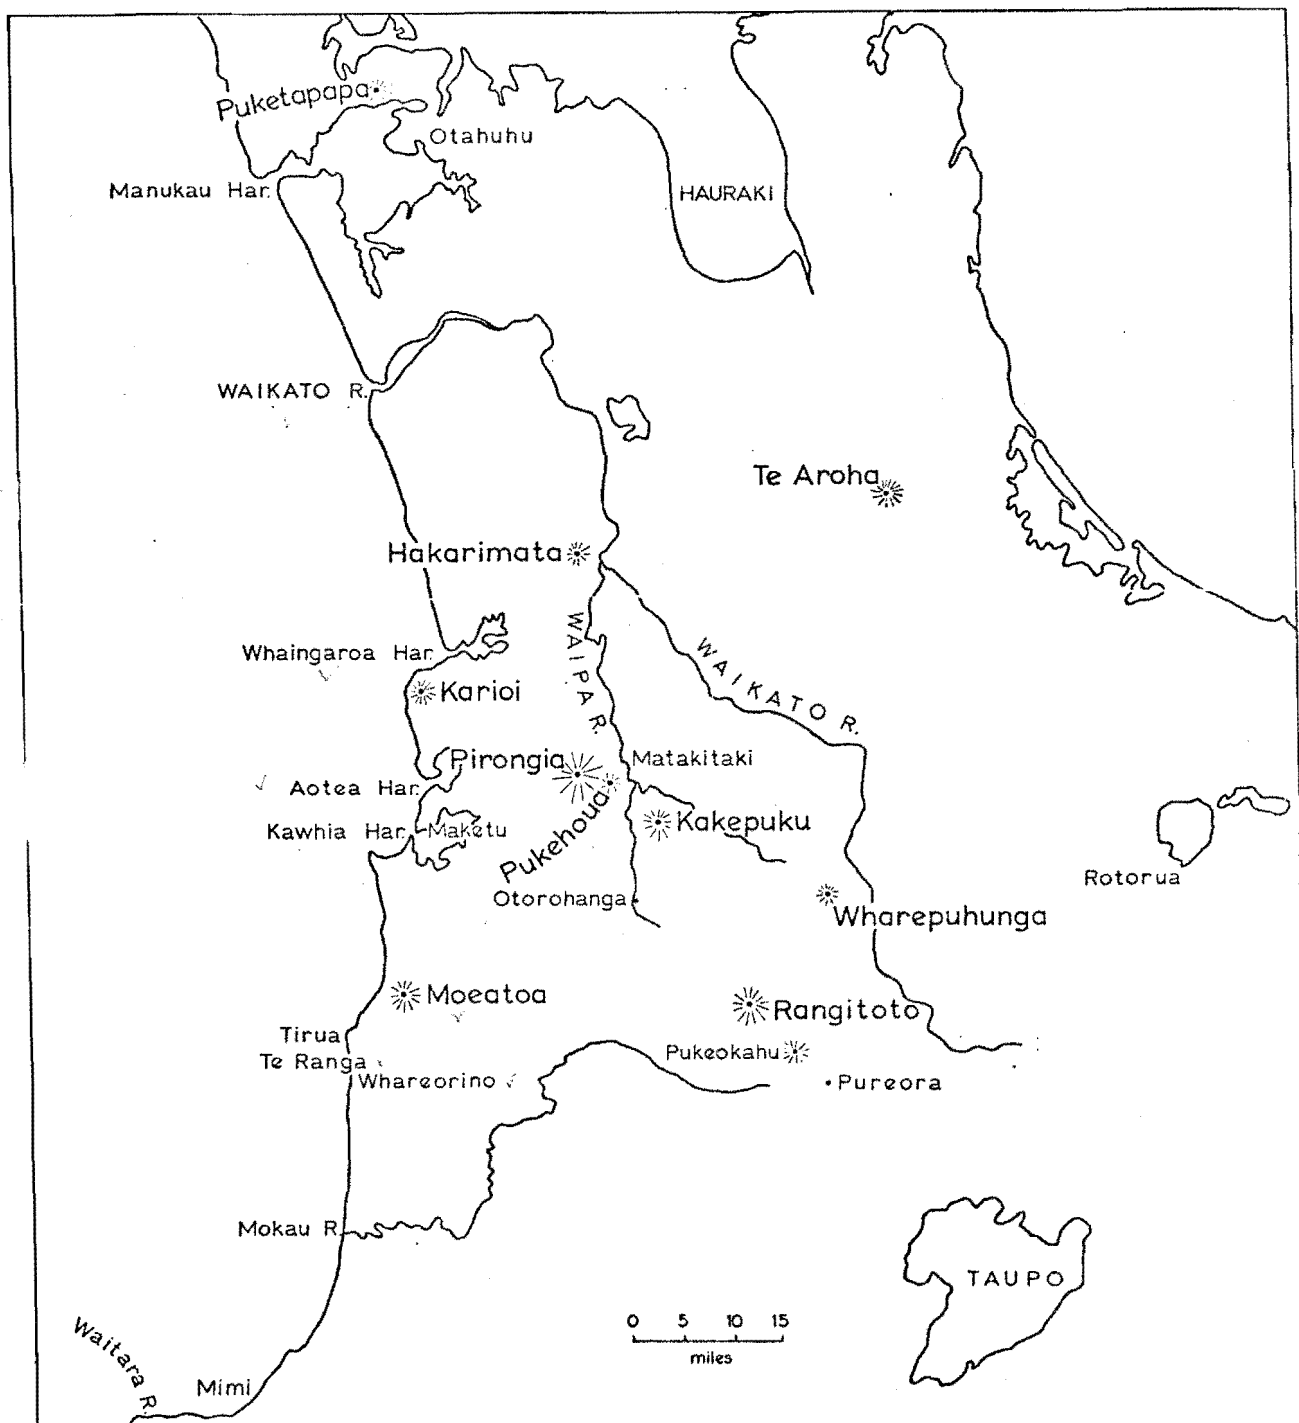 Puketapapa
Otahuhu
Manukau Har.
HAURAKI
WAIKATO R.
Te Aroha
Hakarimata
Whaingaroa Har.
WAIPA R.
WAIKATO R.
Karioi
Pirongia
Matakitaki
Aotea Har.
Pukehoua
Kakepuku
Kawhia Har.
Maketu
Rotorua
Otorohanga
Wharepuhunga
Moeatoa
Rangitoto
Tirua
Te Ranga
Pukeokahu
Whareorino
Pureora
Mokau R.
TAUPO
0 5 10 15
miles
Waitara R.
Mimi